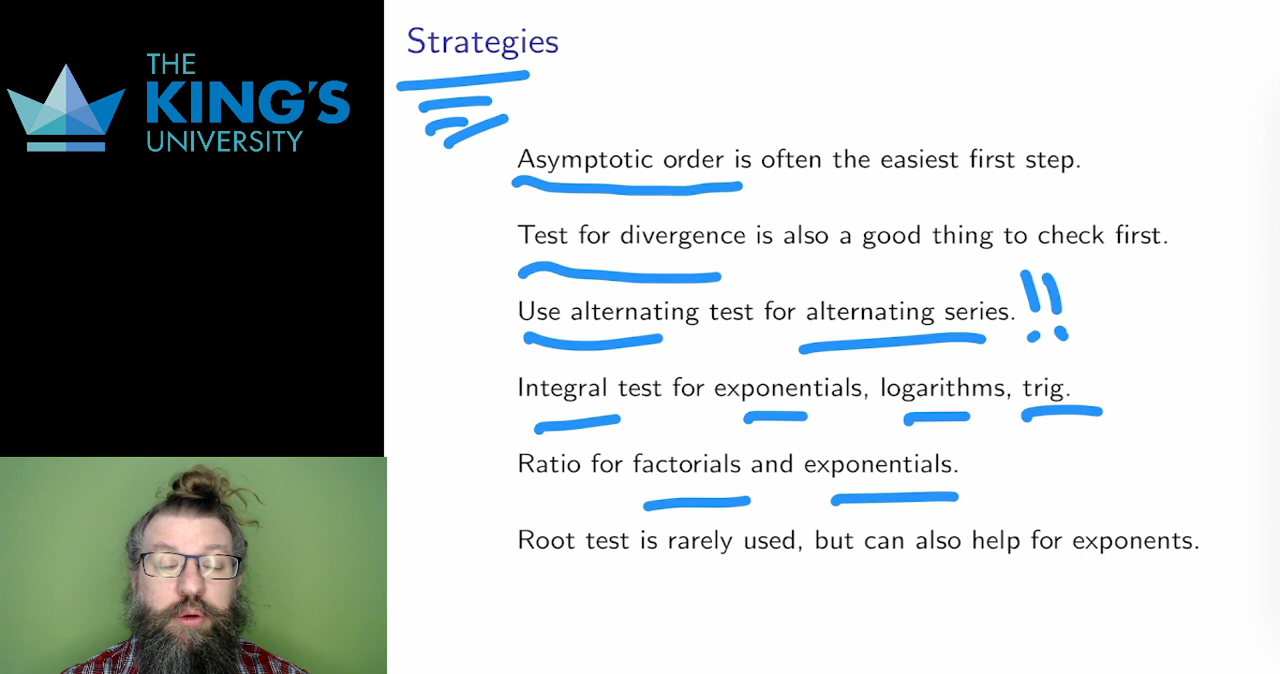 THE
KING'S
UNIVERSITY
Strategies
Asymptotic order is often the easiest first step.
Test for divergence is also a good thing to check first.
Use alternating test for alternating series. !!
Integral test for exponentials, logarithms, trig.
Ratio for factorials and exponentials.
Root test is rarely used, but can also help for exponents.